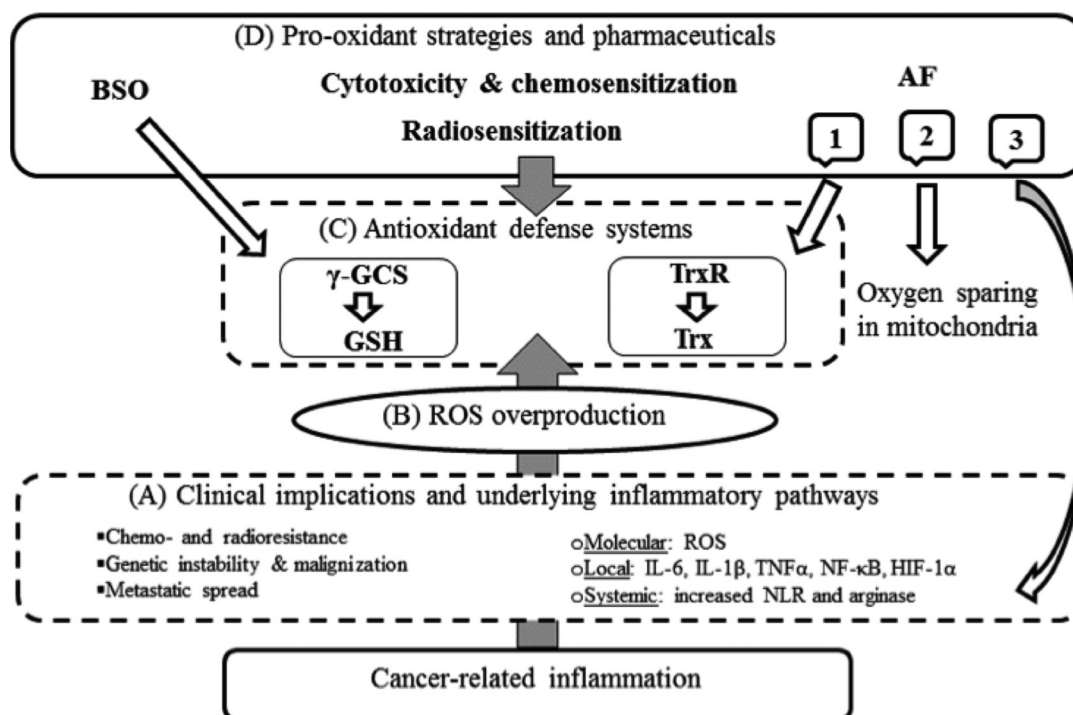 (D) Pro-oxidant strategies and pharmaceuticals
BSO
Cytotoxicity & chemosensitization
AF
Radiosensitization
1
2
3
(C) Antioxidant defense systems
γ-GCS
GSH
TrxR
Trx
Oxygen sparing
in mitochondria
(B) ROS overproduction
(A) Clinical implications and underlying inflammatory pathways
▪Chemo- and radioresistance
▪Genetic instability & malignization
▪Metastatic spread
oMolecular: ROS
oLocal: IL-6, IL-1β, TNFα, NF-κB, HIF-1α
oSystemic: increased NLR and arginase
Cancer-related inflammation